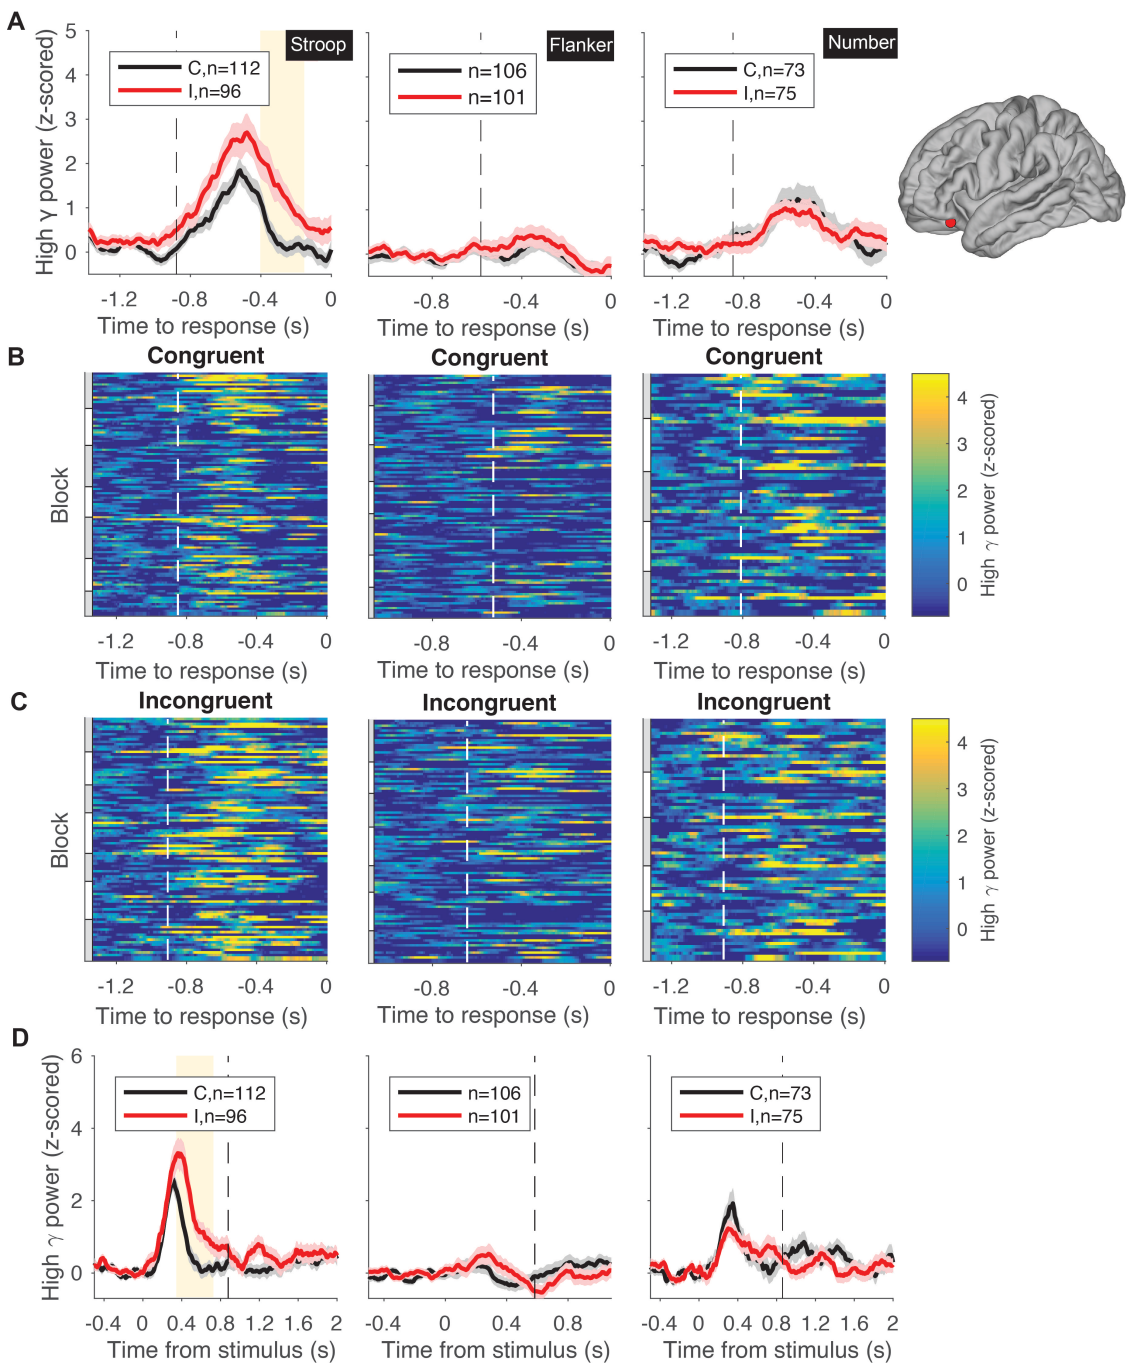 A
High γ power (z-scored)
5
4
3
2
1
0
Stroop
C,n=112
I,n=96
-1.2
-0.8
-0.4
0
Time to response (s)
Flanker
n=106
n=101
-0.8
-0.4
0
Time to response (s)
Number
C,n=73
I,n=75
-1.2
-0.8
-0.4
0
Time to response (s)
B
Congruent
Block
-1.2
-0.8
-0.4
0
Time to response (s)
Congruent
-0.8
-0.4
0
Time to response (s)
Congruent
-1.2
-0.8
-0.4
0
Time to response (s)
4
3
2
1
0
High γ power (z-scored)
C
Incongruent
Block
-1.2
-0.8
-0.4
0
Time to response (s)
Incongruent
-0.8
-0.4
0
Time to response (s)
Incongruent
-1.2
-0.8
-0.4
0
Time to response (s)
4
3
2
1
0
High γ power (z-scored)
D
High γ power (z-scored)
6
4
2
0
C,n=112
I,n=96
-0.4
0
0.4
0.8
1.2
1.6
2
Time from stimulus (s)
n=106
n=101
-0.4
0
0.4
0.8
Time from stimulus (s)
C,n=73
I,n=75
-0.4
0
0.4
0.8
1.2
1.6
2
Time from stimulus (s)